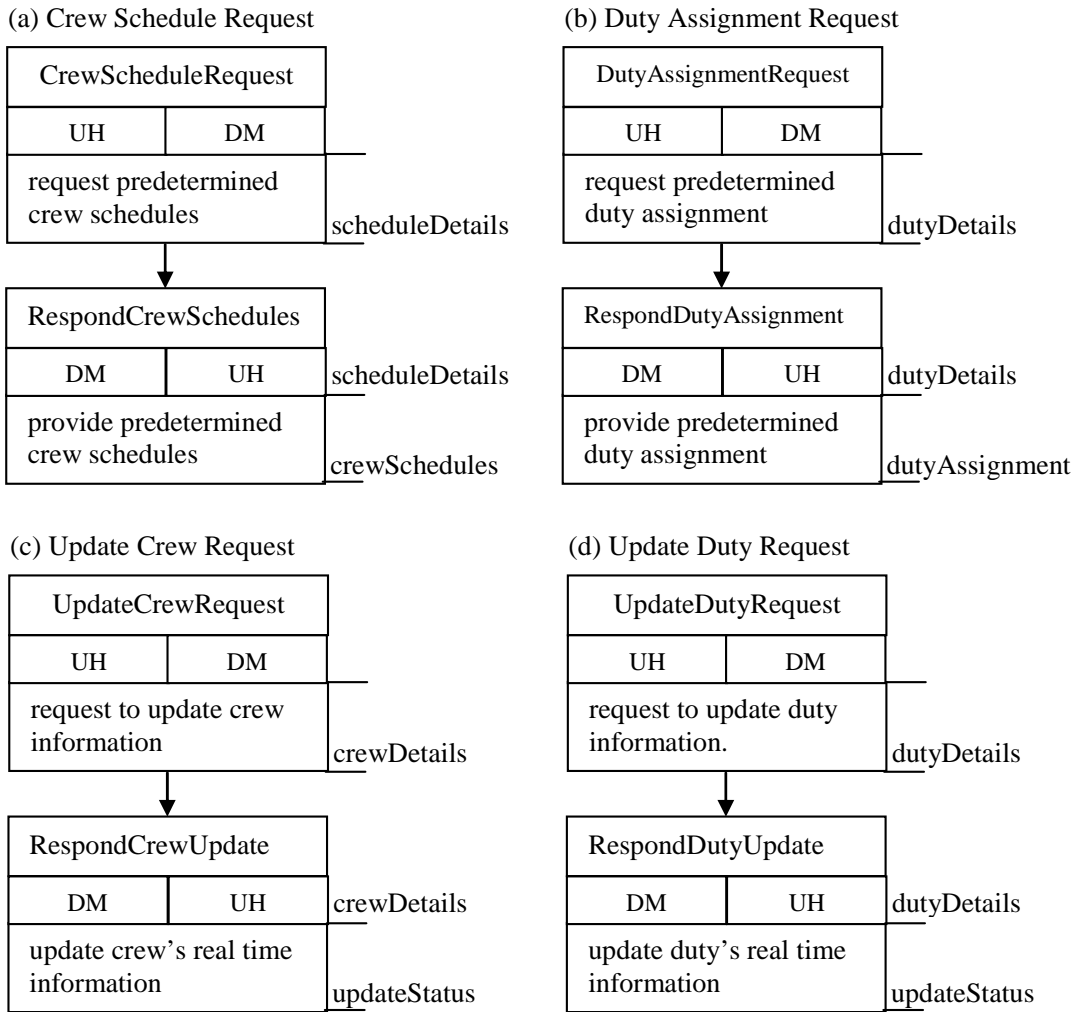 (a) Crew Schedule Request
CrewScheduleRequest
UH DM
request predetermined
crew schedules
scheduleDetails
RespondCrewSchedules
DM UH
scheduleDetails
provide predetermined
crew schedules
crewSchedules
(b) Duty Assignment Request
DutyAssignmentRequest
UH DM
request predetermined
duty assignment
dutyDetails
RespondDutyAssignment
DM UH
dutyDetails
provide predetermined
duty assignment
dutyAssignment
(c) Update Crew Request
UpdateCrewRequest
UH DM
request to update crew
information
crewDetails
RespondCrewUpdate
DM UH
crewDetails
update crew’s real time
information
updateStatus
(d) Update Duty Request
UpdateDutyRequest
UH DM
request to update duty
information.
dutyDetails
RespondDutyUpdate
DM UH
dutyDetails
update duty’s real time
information
updateStatus